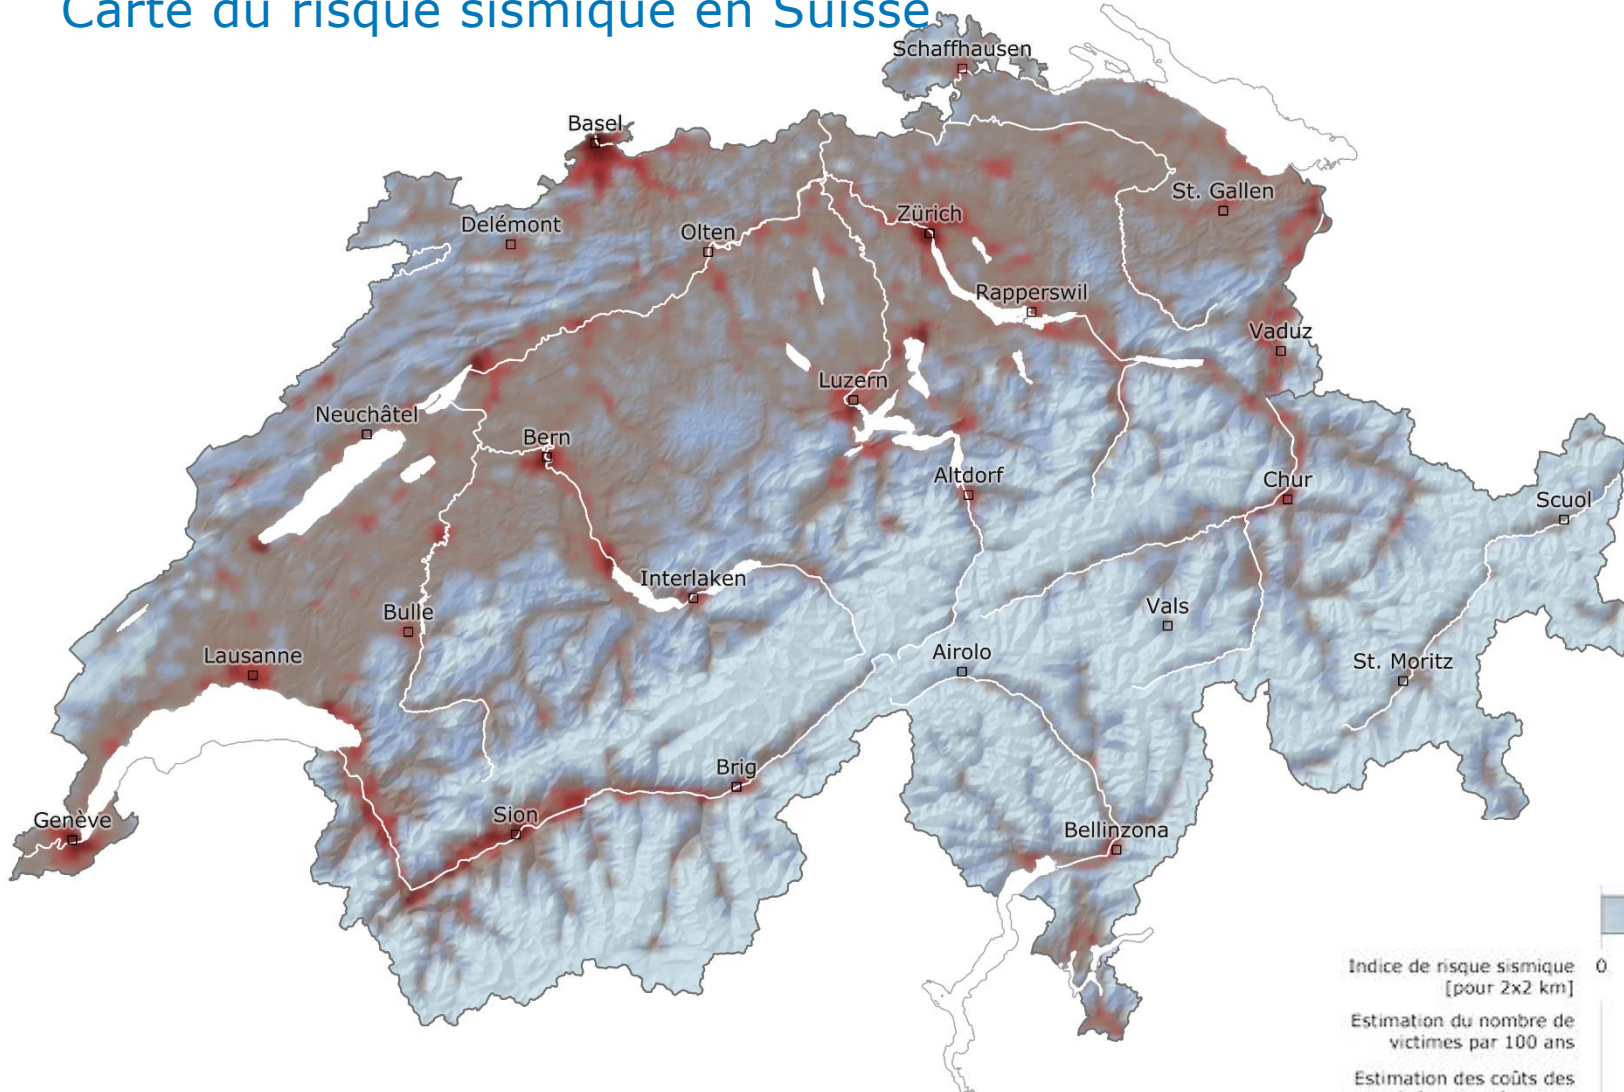 Carte du risque sismique en Suisse
Schaffhausen
Basel
St. Gallen
Zürich
Delémont
Olten
Rapperswil
Vaduz
Luzern
Neuchâtel
Bern
Altdorf
Chur
Scuol
Interlaken
Vals
Bulle
Airolo
Lausanne
St. Moritz
Brig
Sion
Genève
Bellinzona
Indice de risque sismique 0
[pour 2x2 km]
Estimation du nombre de
victimes par 100 ans
Estimation des coûts des